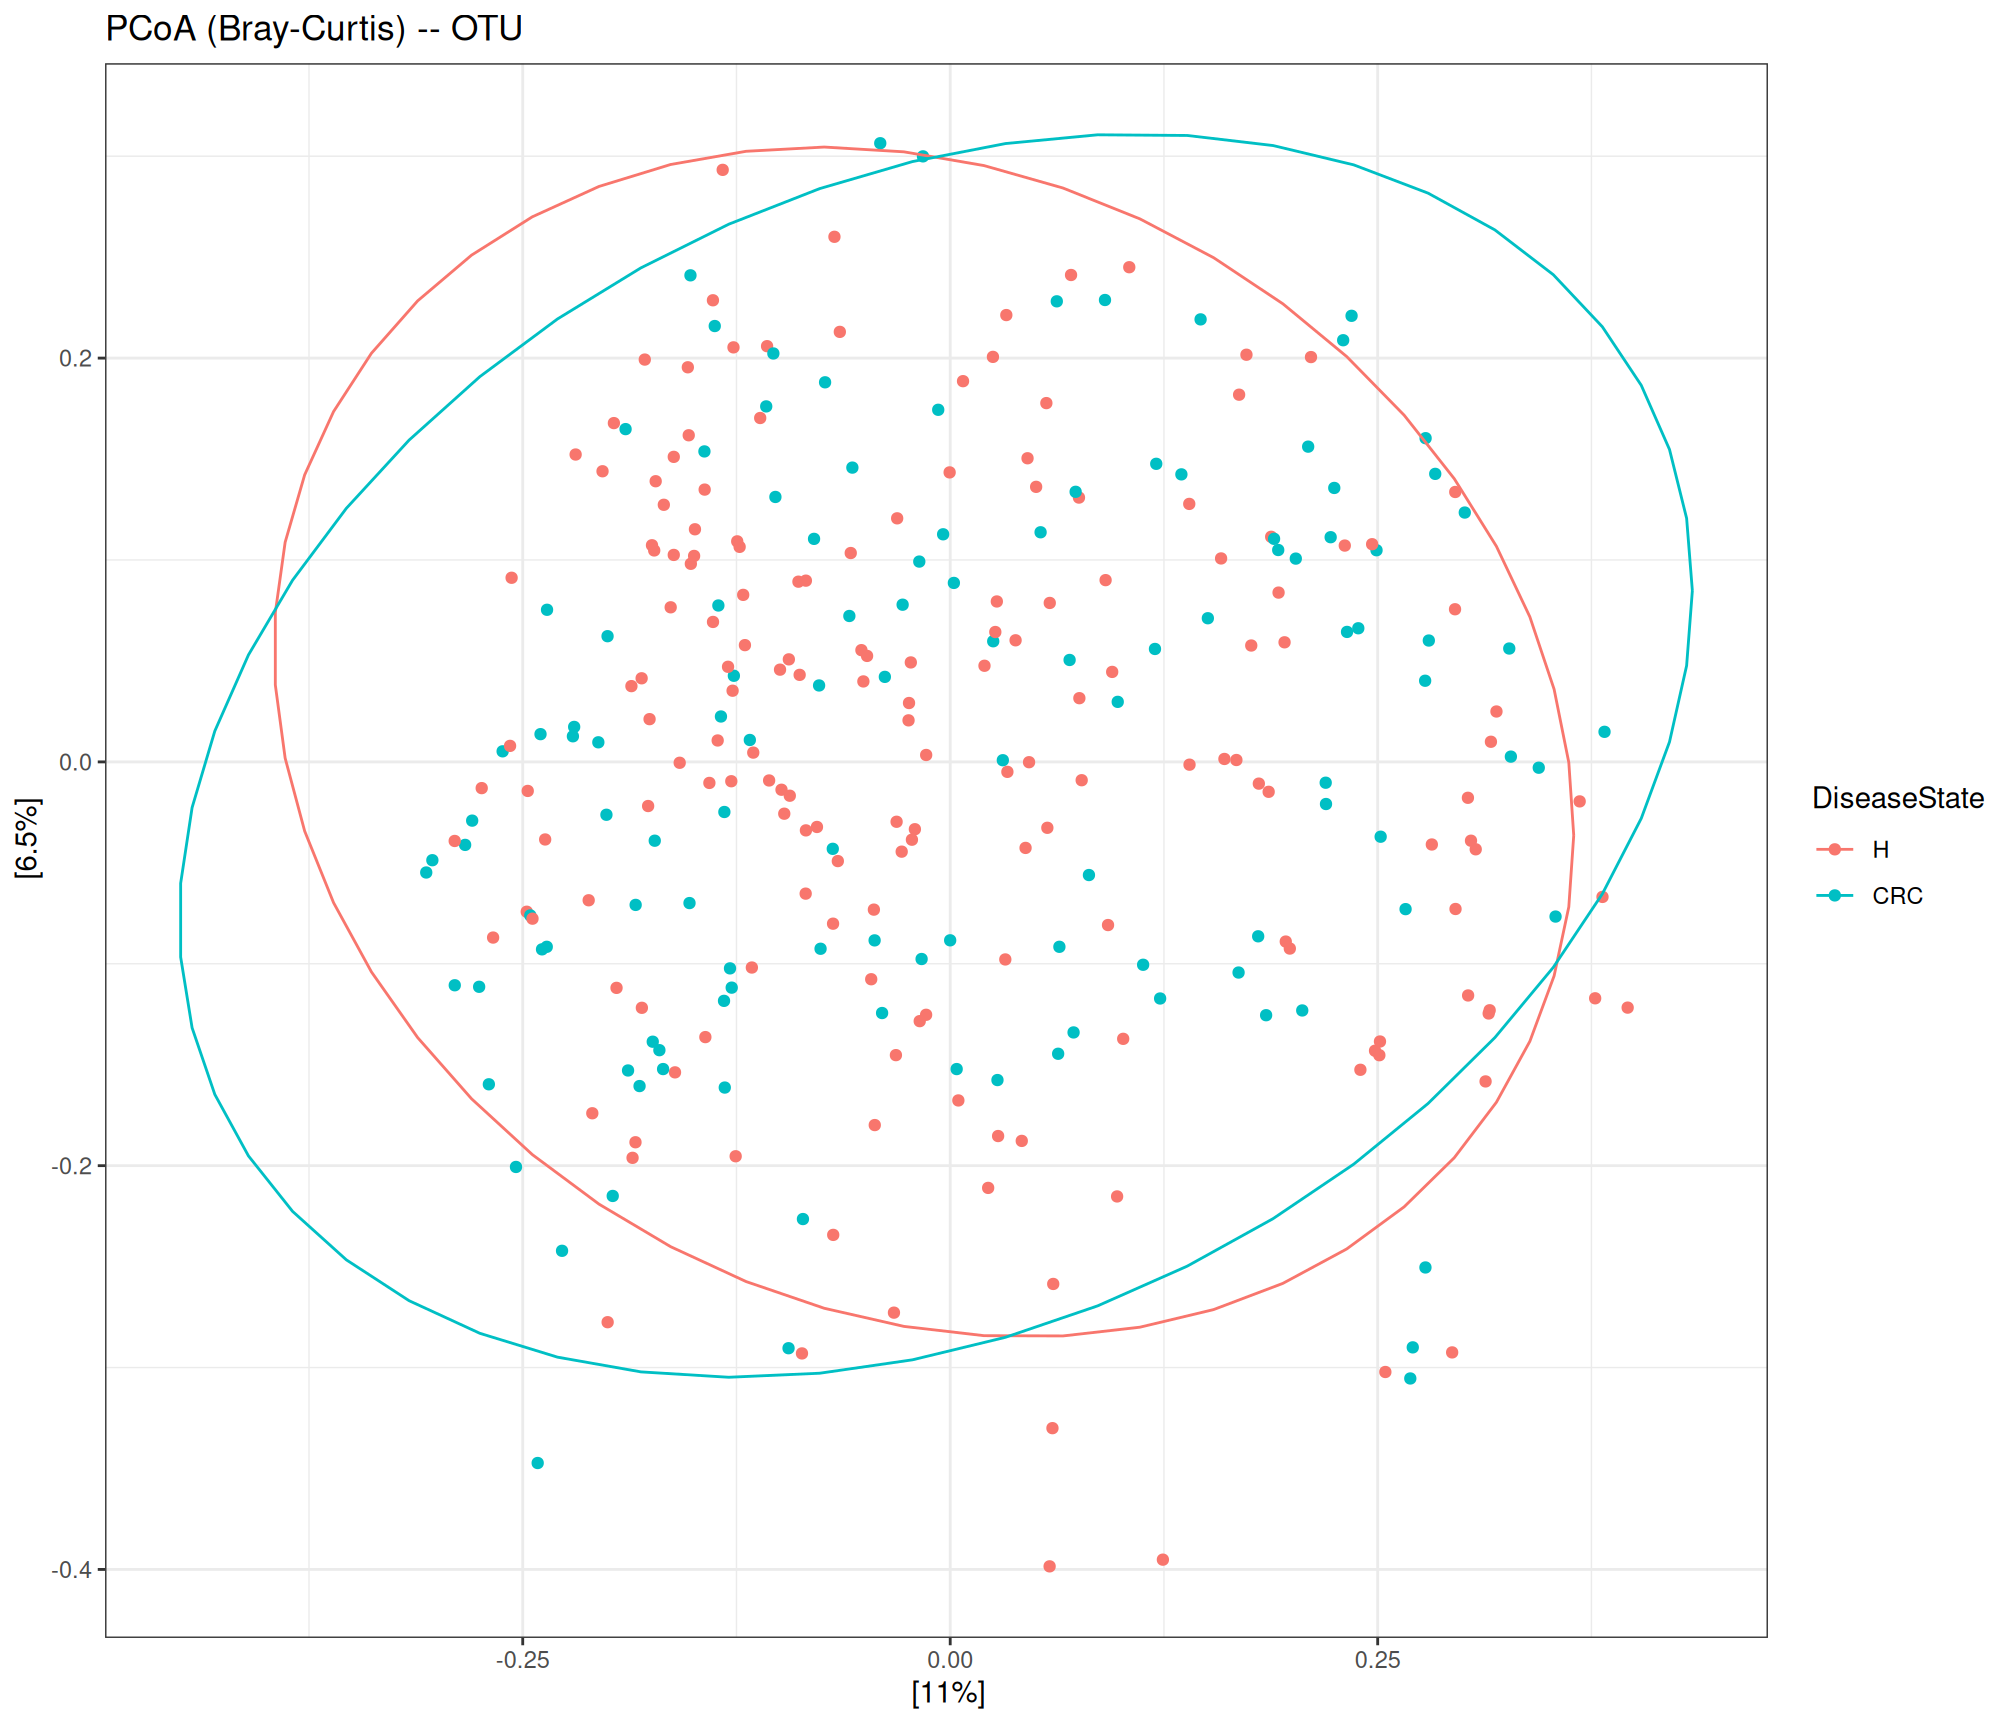 PCoA (Bray-Curtis) -- OTU
0.2
0.0
-0.2
-0.4
[6.5%]
-0.25
0.00
0.25
[11%]
DiseaseState
H
CRC